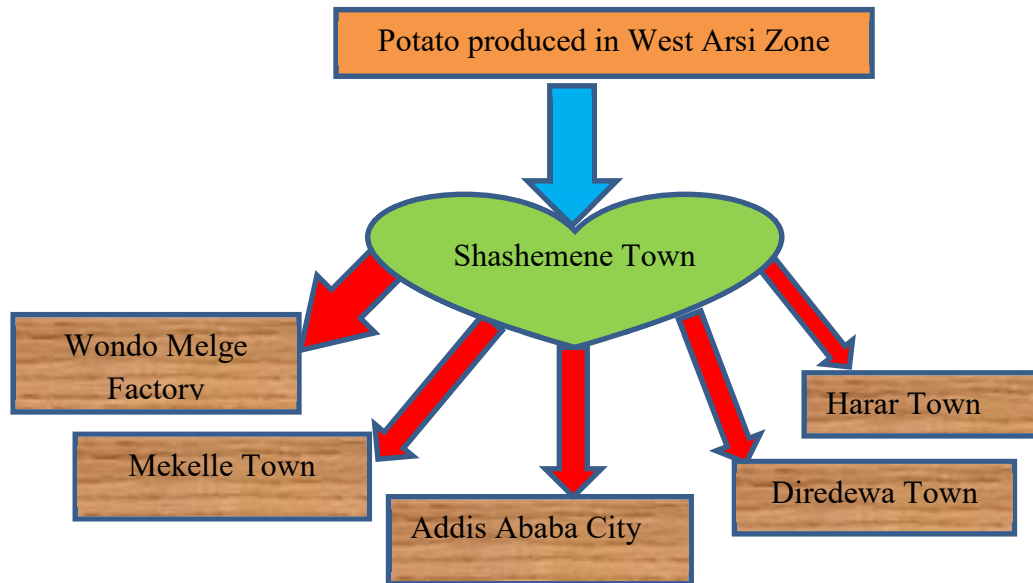 Potato produced in West Arsi Zone
Shashemene Town
Wondo Melge
Factory
Harar Town
Mekelle Town
Diredewa Town
Addis Ababa City